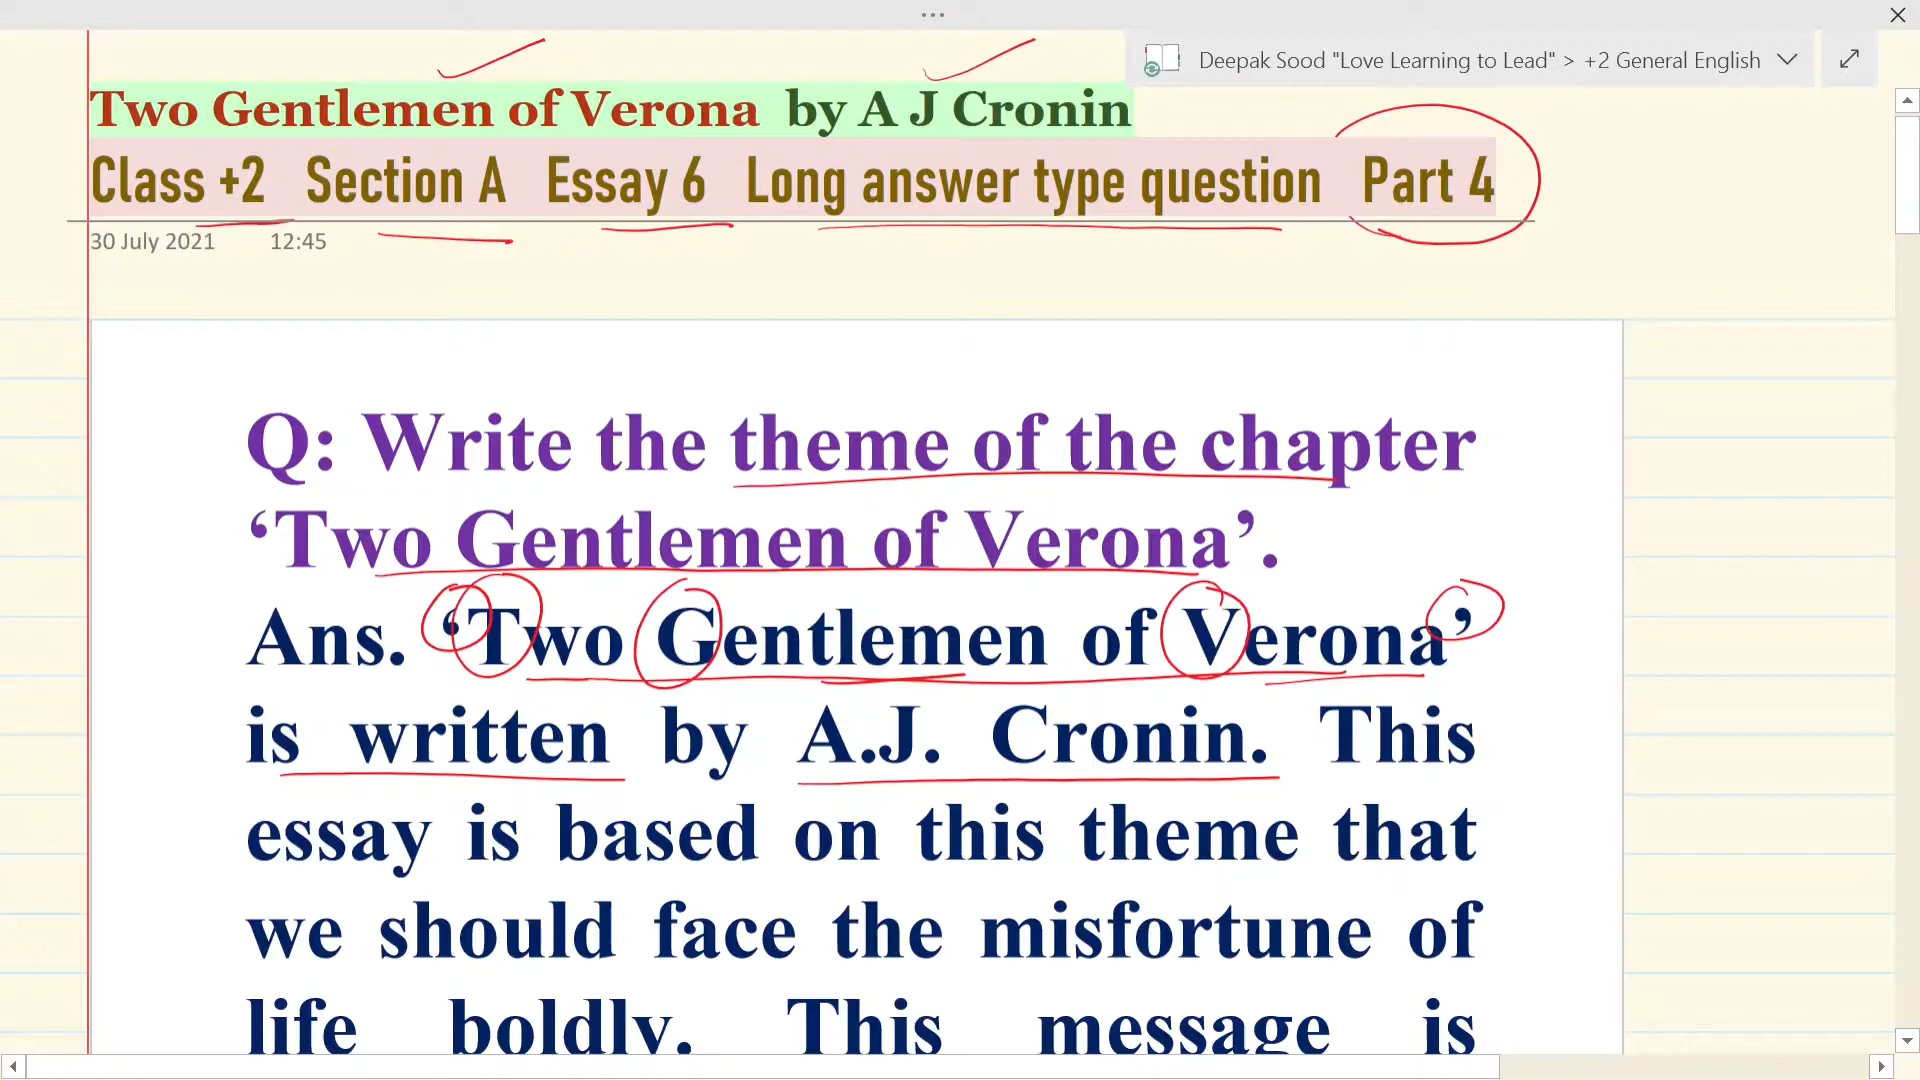 Deepak Sood "Love Learning to Lead" > +2 General English
Two Gentlemen of Verona by A J Cronin
Class +2 Section A Essay 6 Long answer type question Part 4
30 July 2021 12:45
Q: Write the theme of the chapter
‘Two Gentlemen of Verona’.
Ans. ‘Two Gentlemen of Verona’
is written by A.J. Cronin. This
essay is based on this theme that
we should face the misfortune of
life boldly. This message is